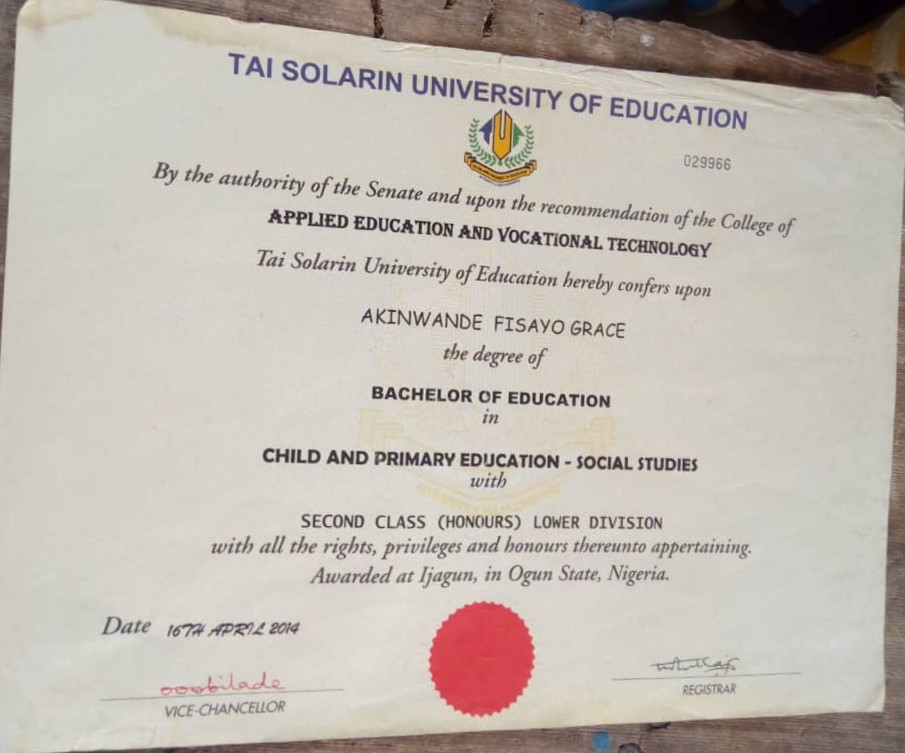 TAI SOLARIN UNIVERSITY OF EDUCATION
029966
By the authority of the Senate and upon the recommendation of the College of
APPLIED EDUCATION AND VOCATIONAL TECHNOLOGY
Tai Solarin University of Education hereby confers upon
AKINWANDE FISAYO GRACE
the degree of
BACHELOR OF EDUCATION
in
CHILD AND PRIMARY EDUCATION - SOCIAL STUDIES
with
SECOND CLASS (HONOURS) LOWER DIVISION
with all the rights, privileges and honours thereunto appertaining.
Awarded at Ijagun, in Ogun State, Nigeria.
Date 16TH APRIL 2014
VICE-CHANCELLOR
REGISTRAR